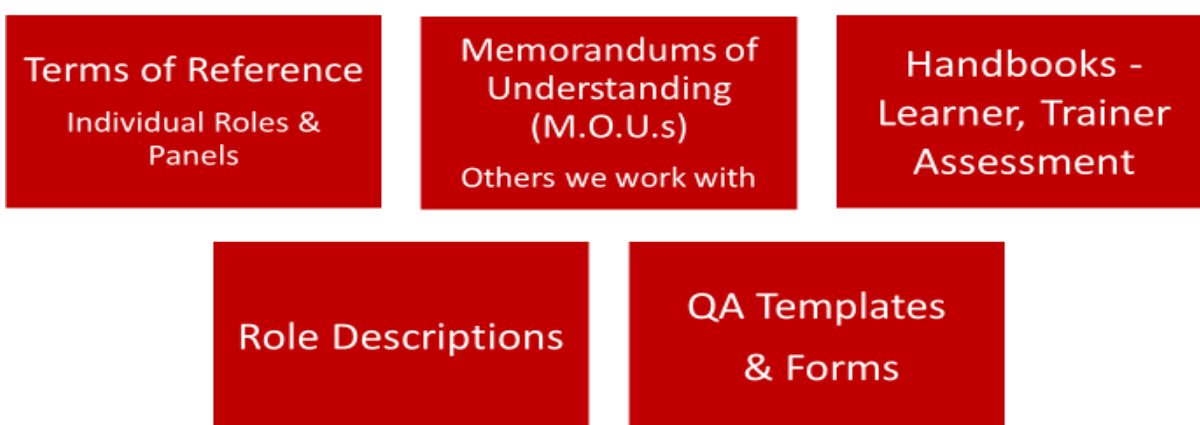 Terms of Reference
Individual Roles &
Panels
Memorandums of
Understanding
(M.O.U.s)
Others we work with
Handbooks -
Learner, Trainer
Assessment
Role Descriptions
QA Templates
& Forms